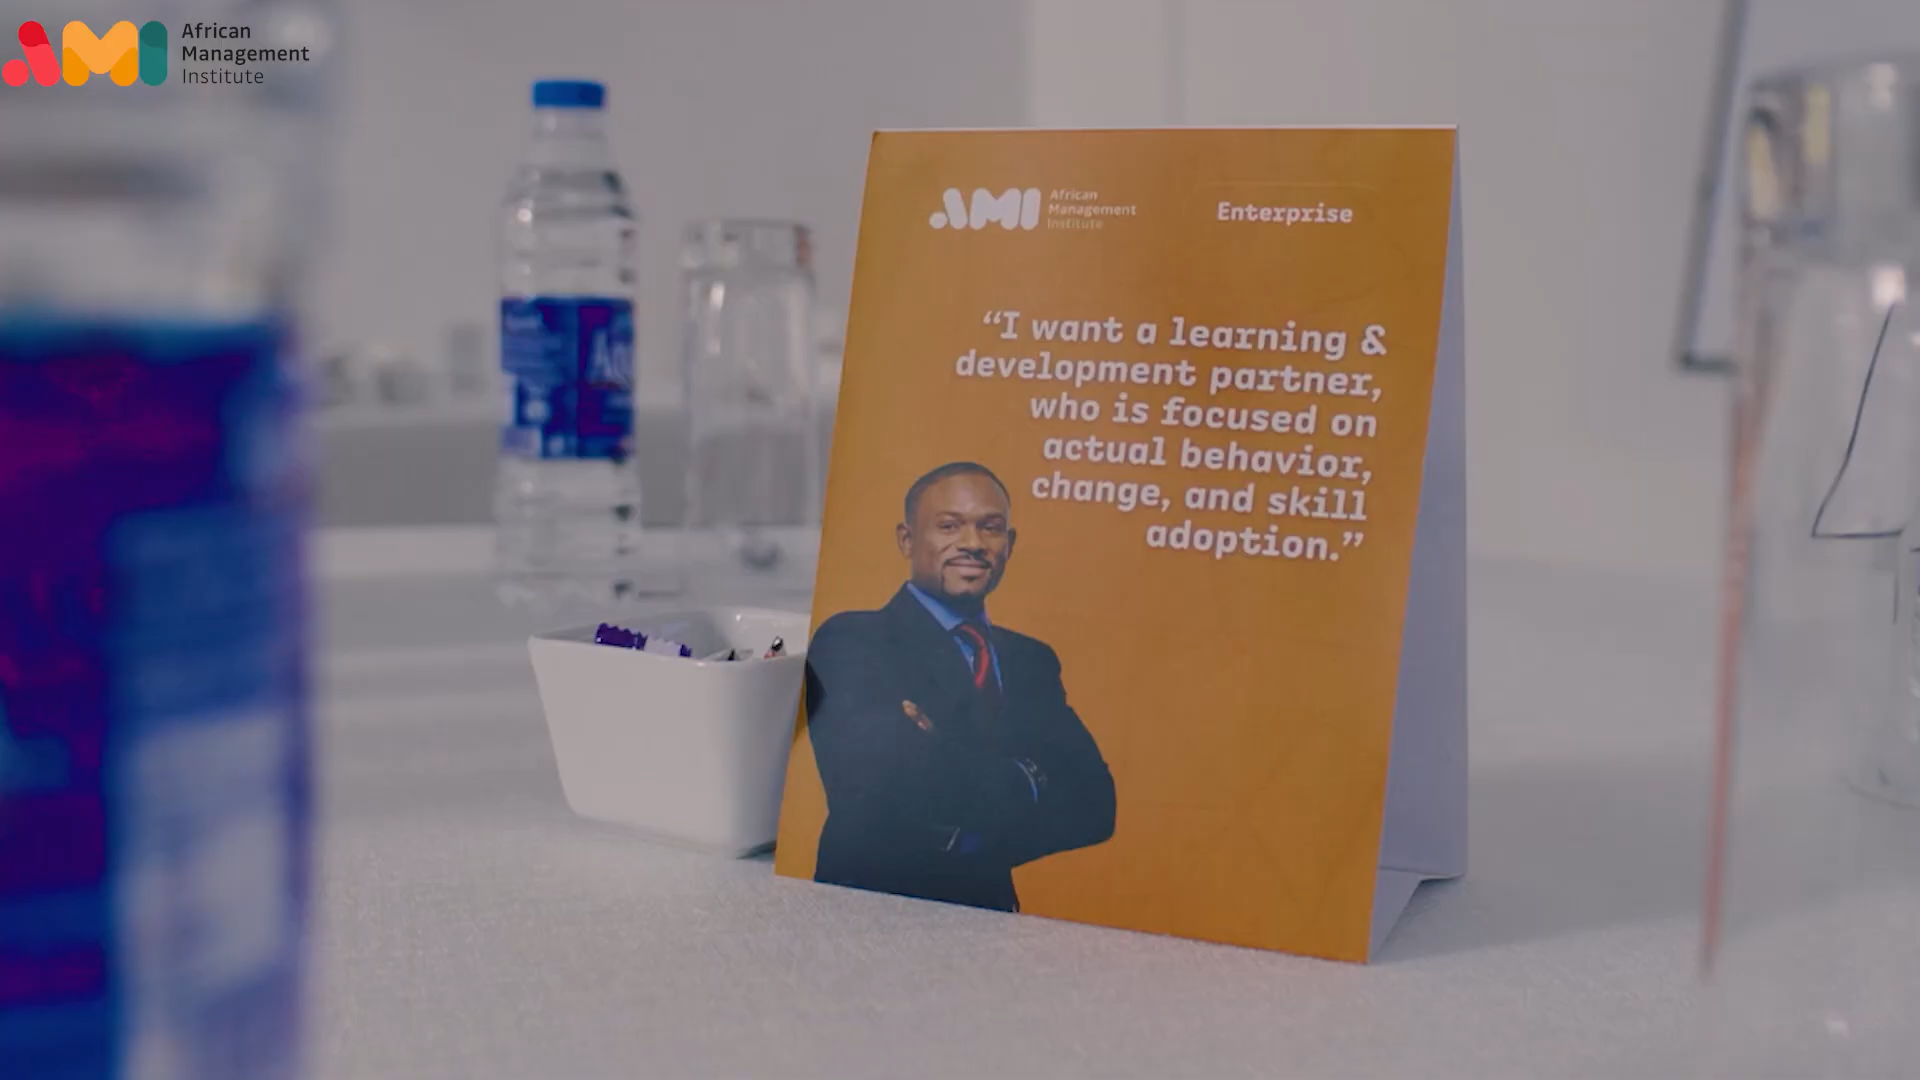 African
Management
Institute
AMI African
Management
Institute
Enterprise
“I want a learning &
development partner,
who is focused on
actual behavior,
change, and skill
adoption.”